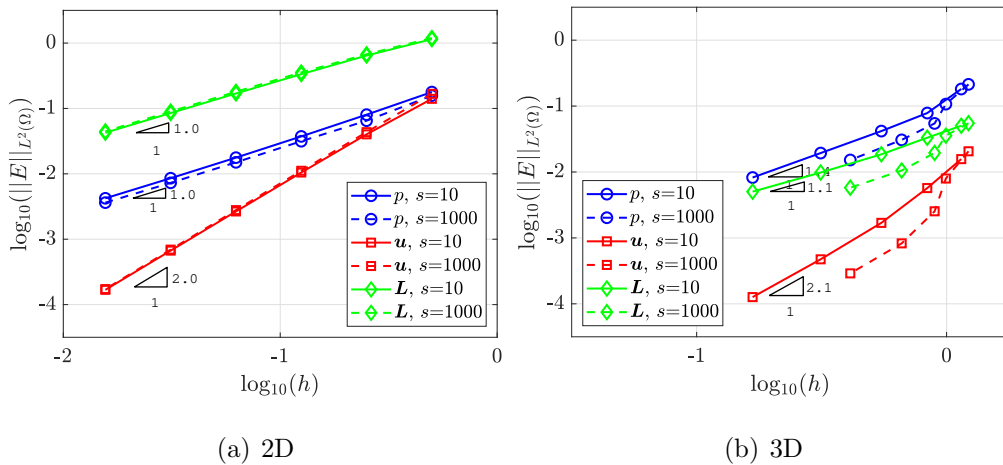 0
-1
-2
-3
-4
log₁₀(||E||_{L²(Ω)})
1.0
1
1.0
1
2.0
1
p, s=10
p, s=1000
u, s=10
u, s=1000
L, s=10
L, s=1000
-2
-1
0
log₁₀(h)
(a) 2D
0
-1
-2
-3
-4
log₁₀(||E||_{L²(Ω)})
1
1.1
1
2.1
1
p, s=10
p, s=1000
u, s=10
u, s=1000
L, s=10
L, s=1000
-1
0
log₁₀(h)
(b) 3D